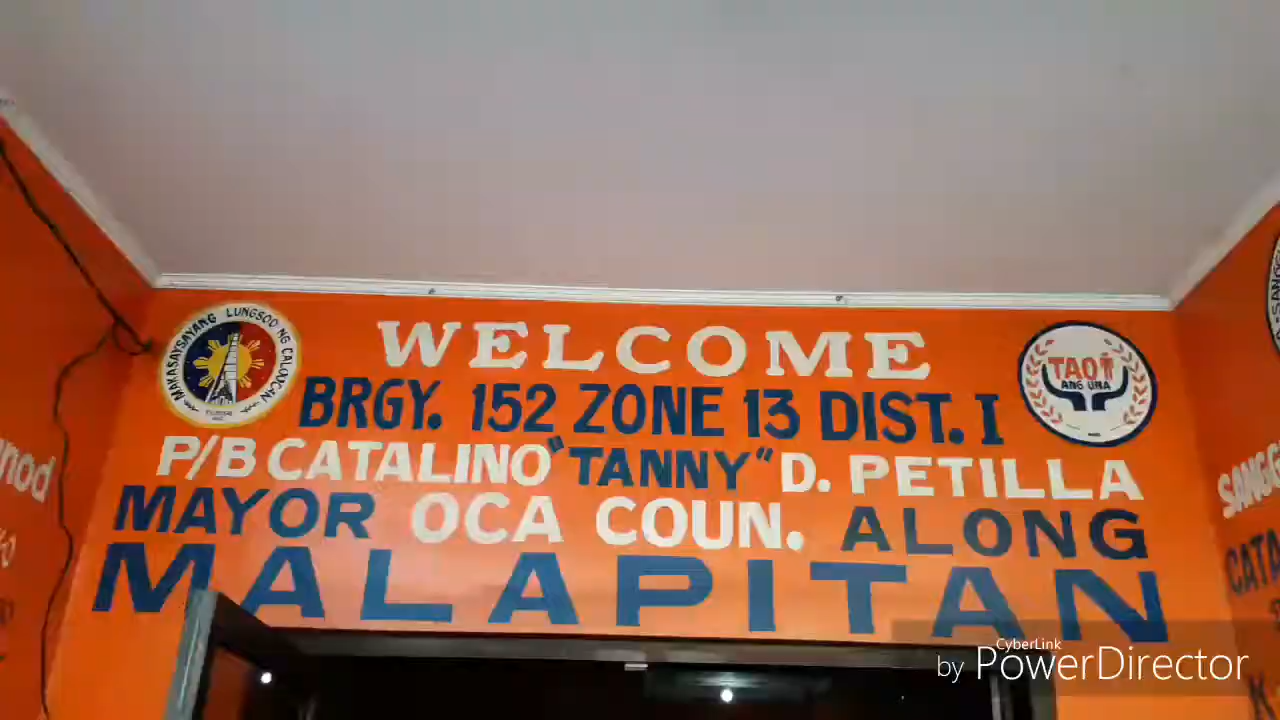 WELCOME
BRGY. 152 ZONE 13 DIST. I
P/B CATALINO "TANNY" D. PETILLA
MAYOR OCA COUN. ALONG
MALAPITAN
MAKASAYSAYANG LUNGSOD NG CALOOCAN
TAO
ANG UNA
CyberLink
by PowerDirector